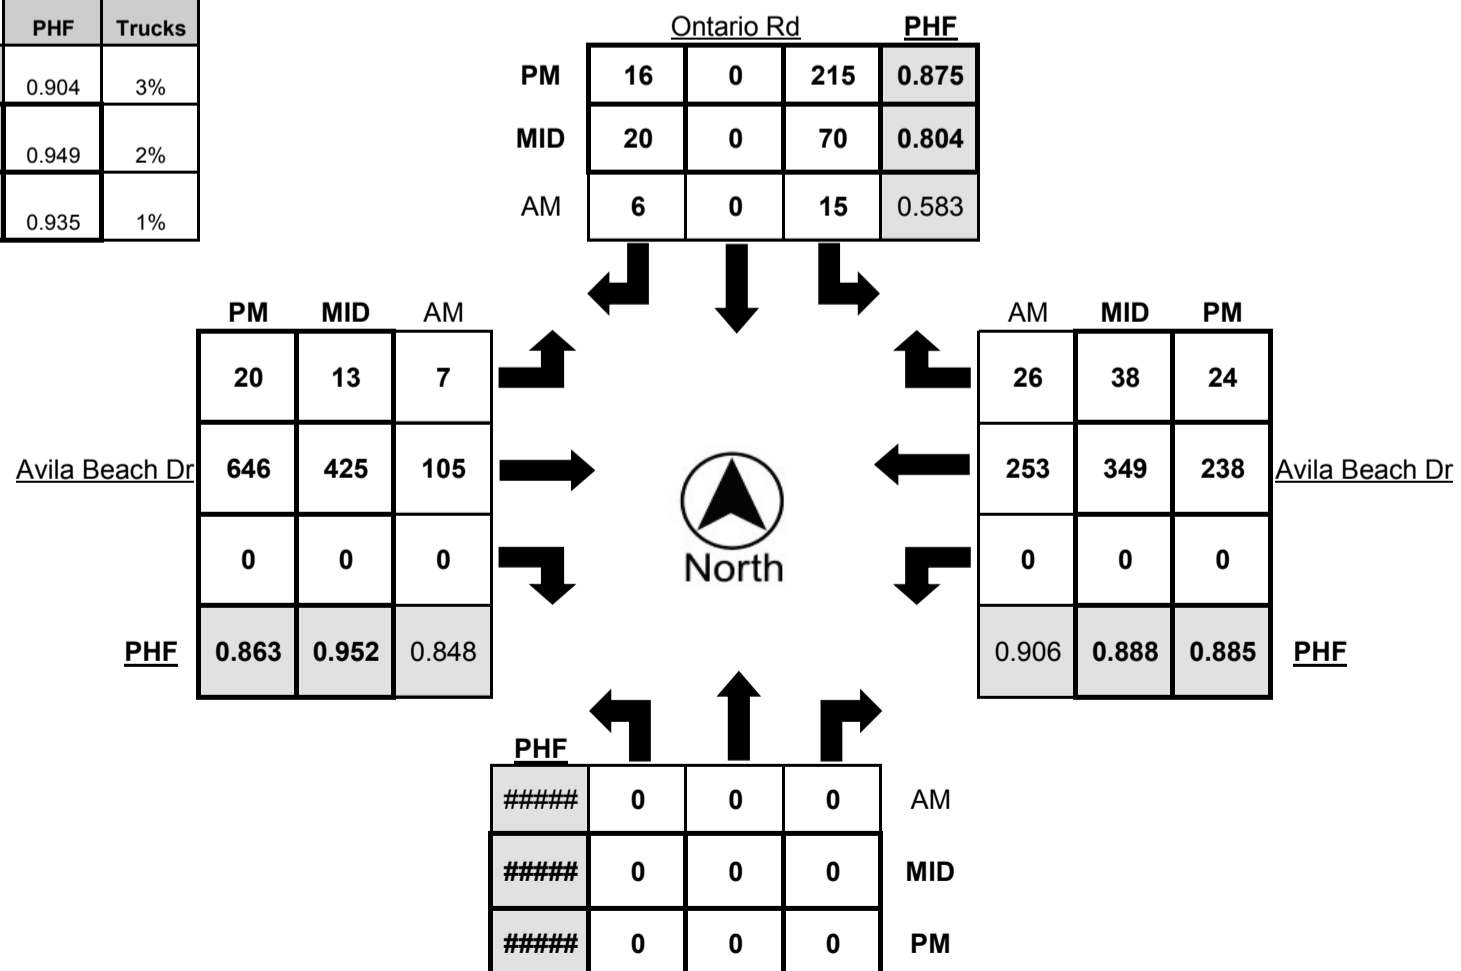 PHF Trucks
0.904 3%
0.949 2%
0.935 1%
Ontario Rd PHF
PM 16 0 215 0.875
MID 20 0 70 0.804
AM 6 0 15 0.583
PM MID AM
20 13 7
Avila Beach Dr 646 425 105
0 0 0
PHF 0.863 0.952 0.848
North
AM MID PM
26 38 24
253 349 238 Avila Beach Dr
0 0 0
0.906 0.888 0.885 PHF
PHF
##### 0 0 0 AM
##### 0 0 0 MID
##### 0 0 0 PM